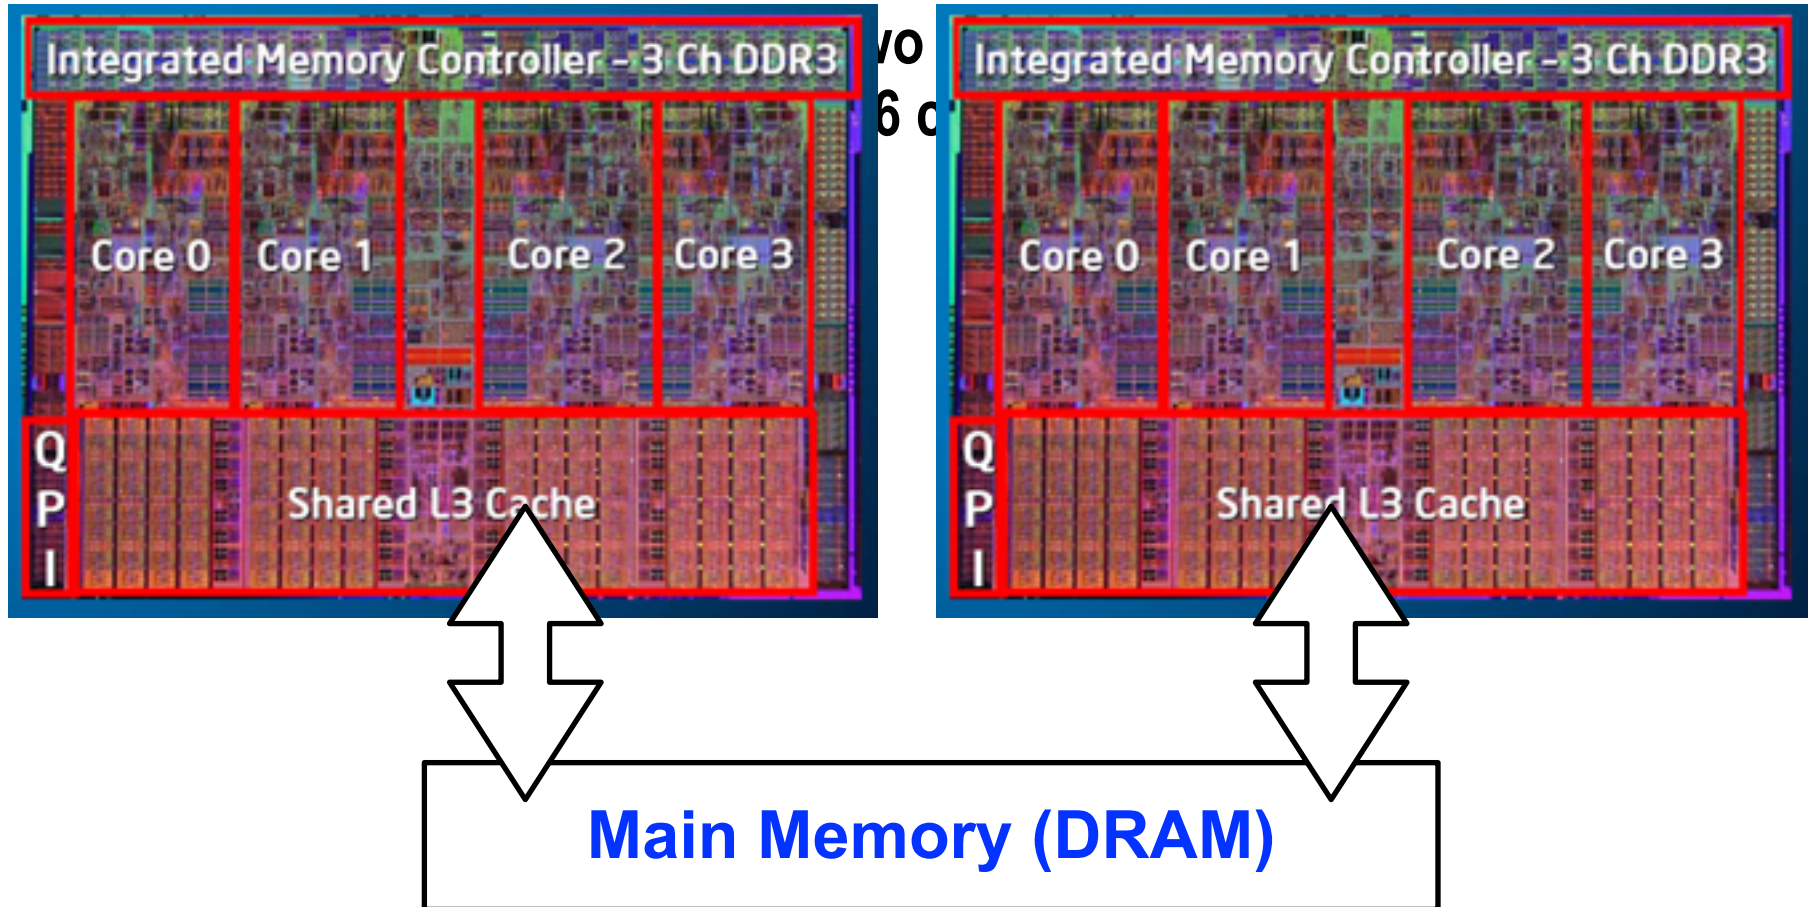 Integrated Memory Controller - 3 Ch DDR3
Core 0 Core 1 Core 2 Core 3
Q
P
I
Shared L3 Cache
6
Integrated Memory Controller - 3 Ch DDR3
Core 0 Core 1 Core 2 Core 3
Q
P
I
Shared L3 Cache
Main Memory (DRAM)